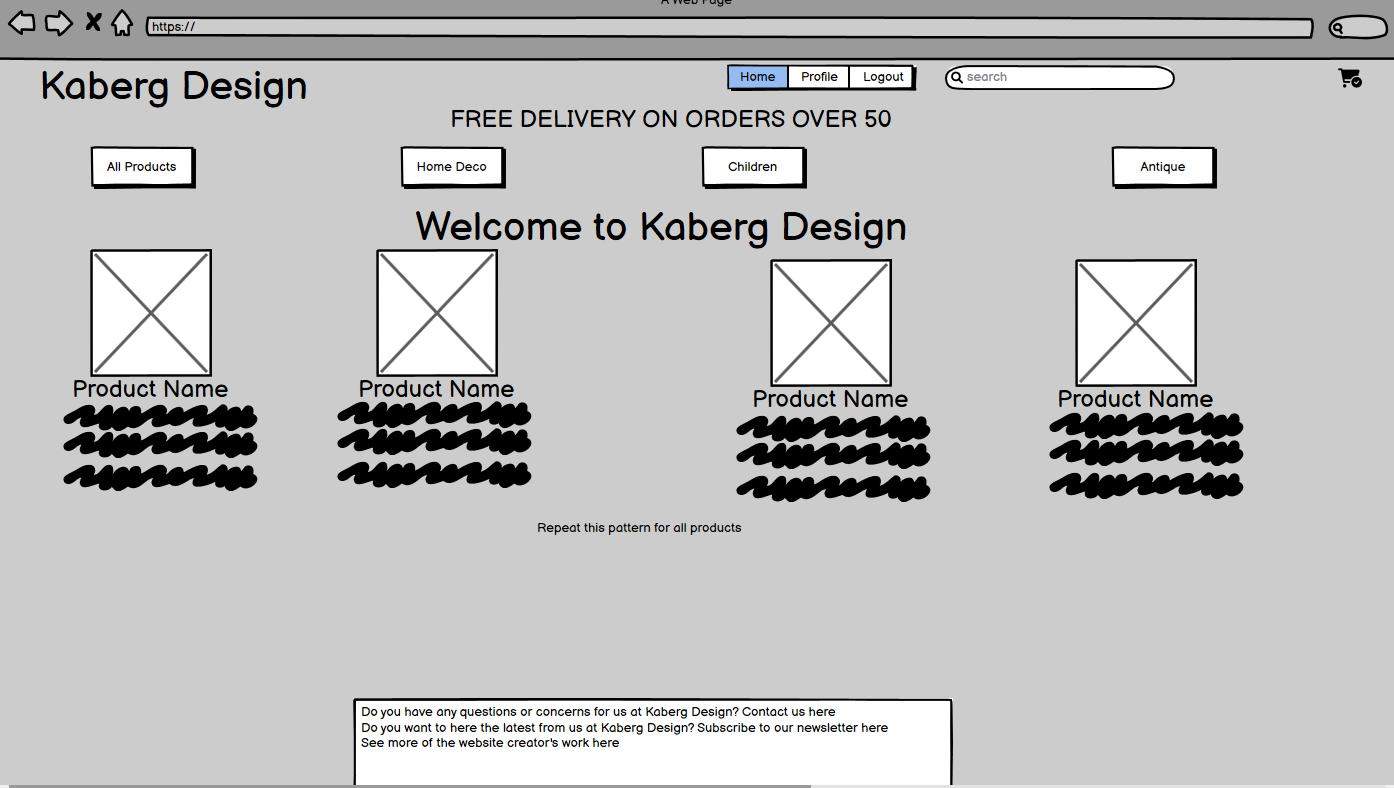 A Web Page
https://
Kaberg Design
Home Profile Logout
search
FREE DELIVERY ON ORDERS OVER 50
All Products
Home Deco
Children
Antique
Welcome to Kaberg Design
Product Name
Product Name
Product Name
Product Name
Repeat this pattern for all products
Do you have any questions or concerns for us at Kaberg Design? Contact us here
Do you want to here the latest from us at Kaberg Design? Subscribe to our newsletter here
See more of the website creator's work here